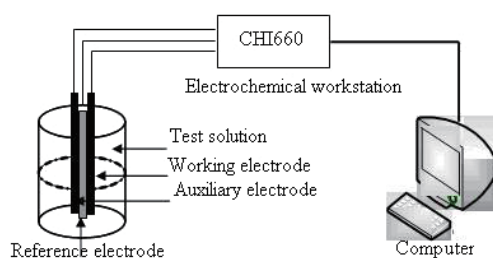 CHI660
Electrochemical workstation
Test solution
Working electrode
Auxiliary electrode
Reference electrode
Computer